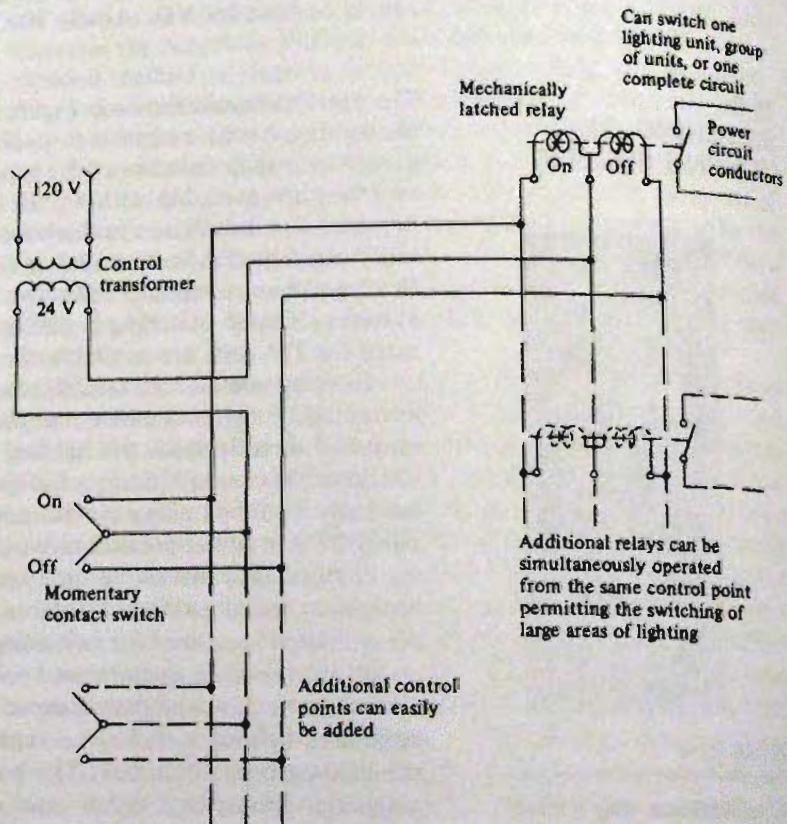 Can switch one
lighting unit, group
of units, or one
complete circuit
Mechanically
latched relay
On
Off
Power
circuit
conductors
120 V
Control
transformer
24 V
On
Off
Momentary
contact switch
Additional relays can be
simultaneously operated
from the same control point
permitting the switching of
large areas of lighting
Additional control
points can easily
be added